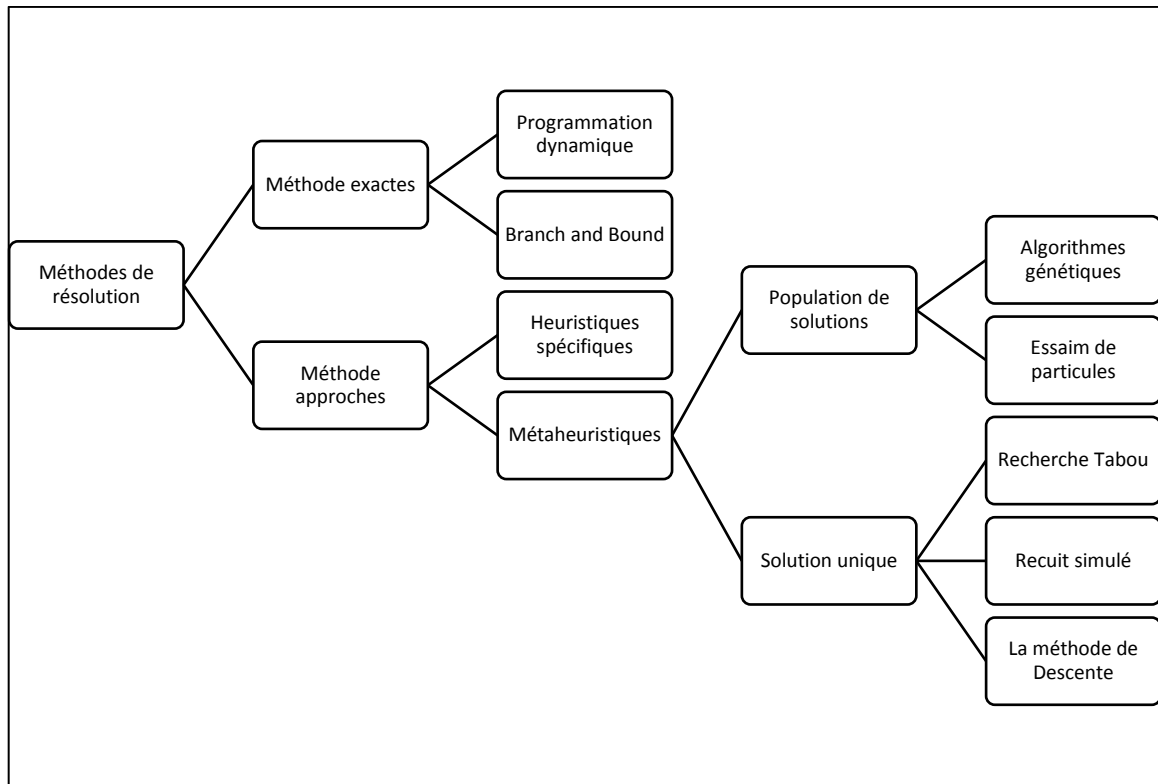 Méthodes de
résolution
Méthode exactes
Programmation
dynamique
Branch and Bound
Méthode
approches
Heuristiques
spécifiques
Métaheuristiques
Population de
solutions
Algorithmes
génétiques
Essaim de
particules
Solution unique
Recherche Tabou
Recuit simulé
La méthode de
Descente